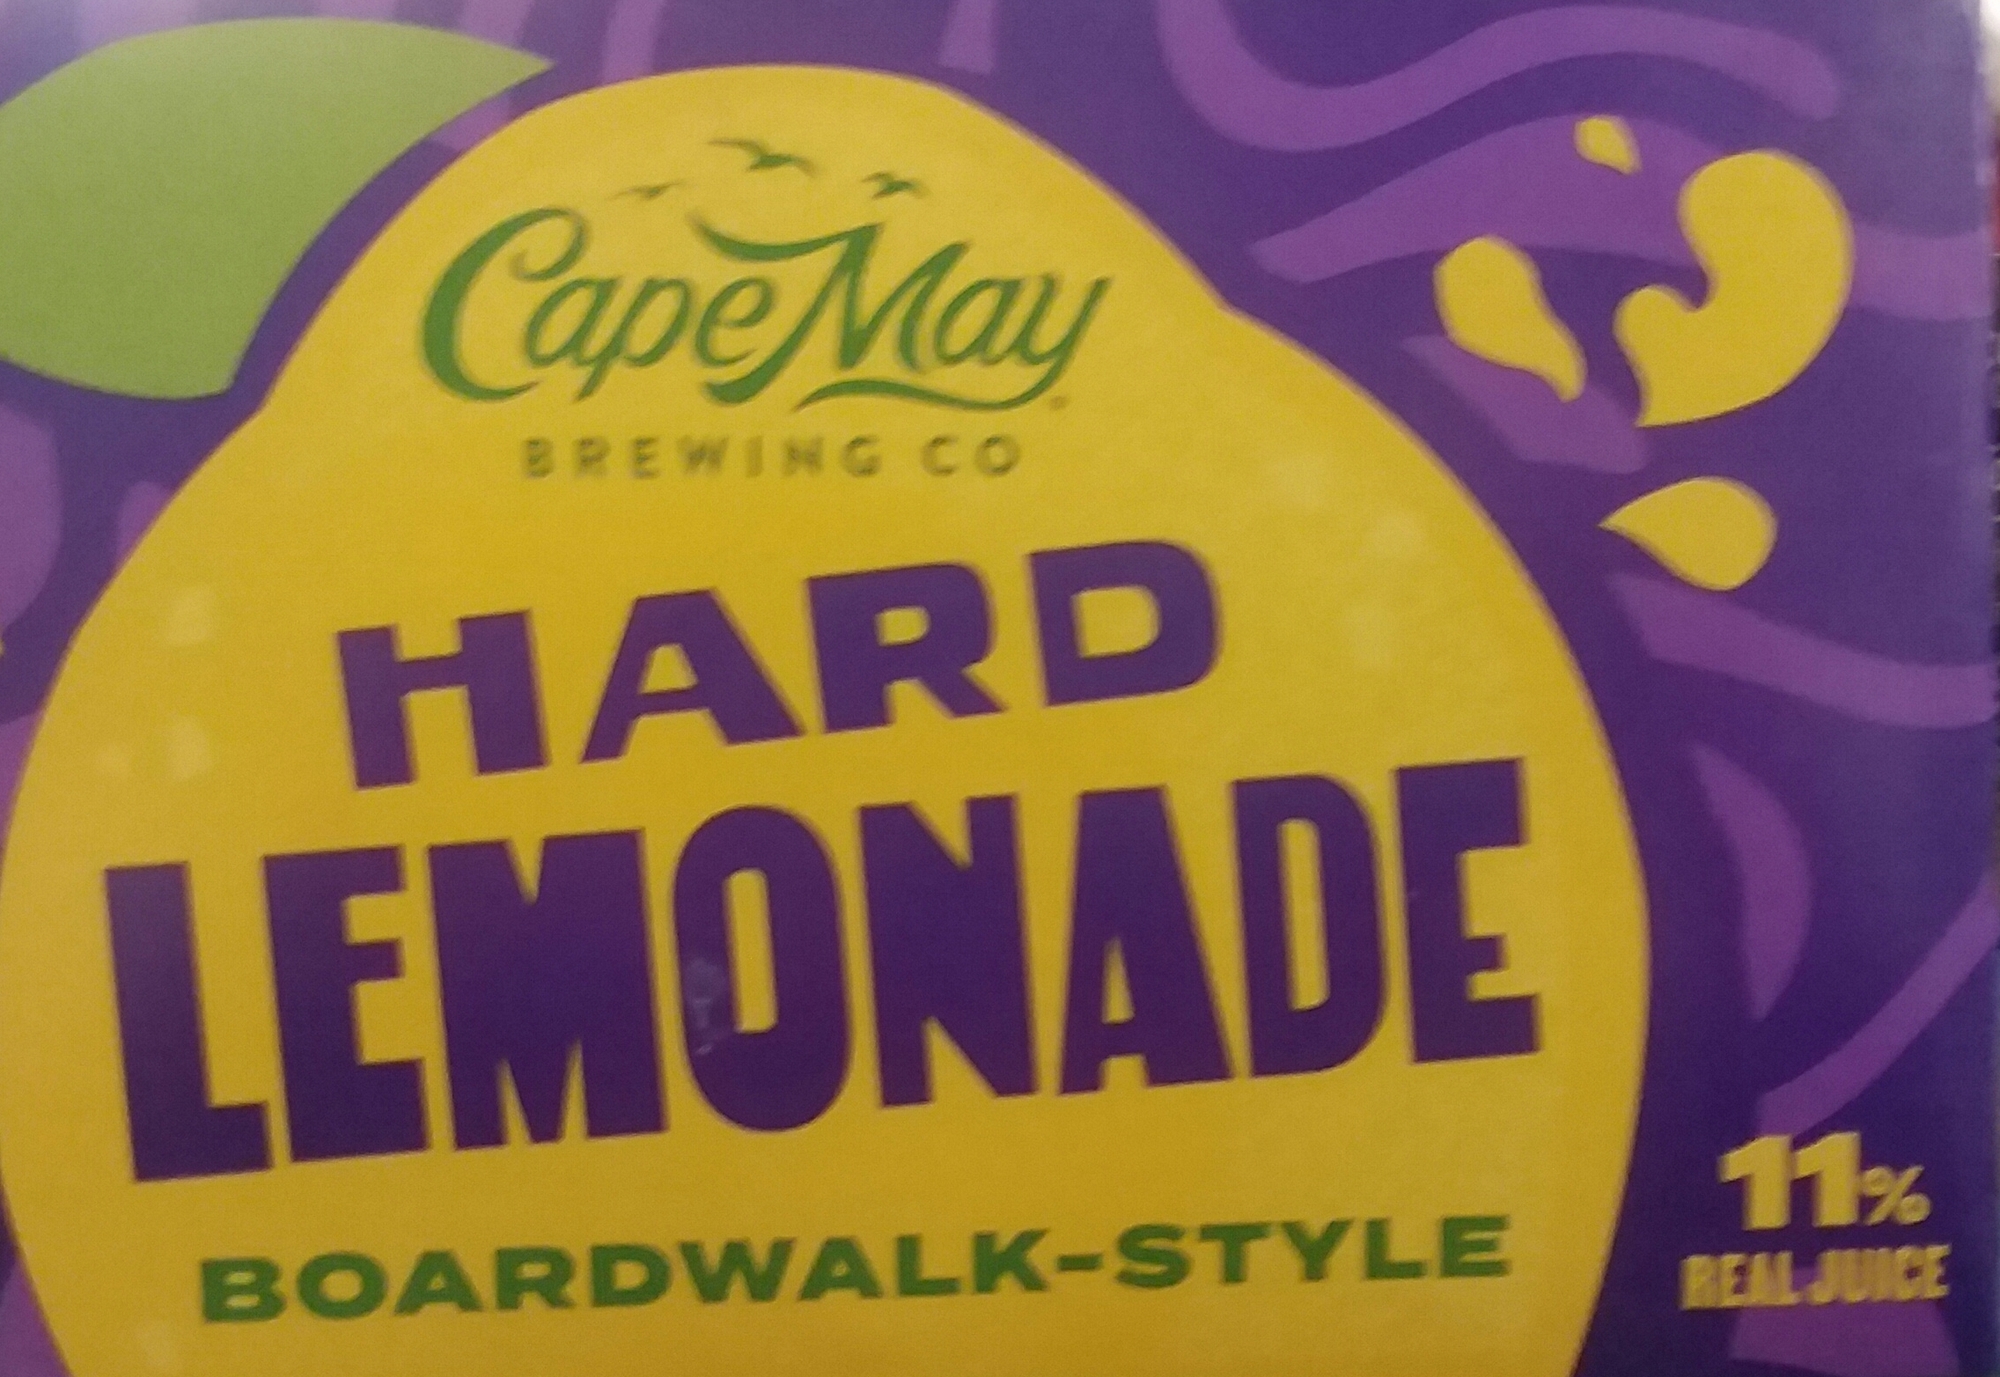 Cape May
BREWING CO
HARD
LEMONADE
BOARDWALK-STYLE
11%
REAL JUICE